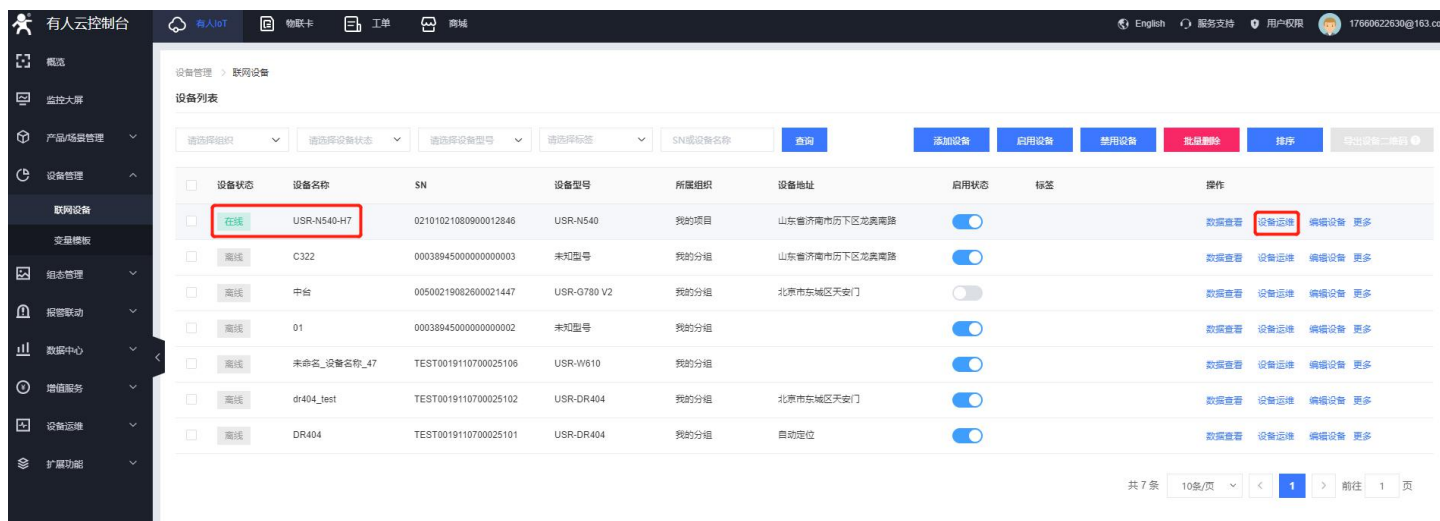 有人云控制台
有人IoT 物联卡 工单 商城 English 服务支持 用户权限 17660622630@163.co
概览
监控大屏
产品/场景管理
设备管理
联网设备
变量模板
组态管理
报警联动
数据中心
增值服务
设备运维
扩展功能
设备管理 > 联网设备
设备列表
请选择组织 请选择设备状态 请选择设备型号 请选择标签 SN或设备名称 查询 添加设备 启用设备 禁用设备 批量删除 排序 导出设备二维码
设备状态 设备名称 SN 设备型号 所属组织 设备地址 启用状态 标签 操作
在线 USR-N540-H7 02101021080900012846 USR-N540 我的项目 山东省济南市历下区龙奥南路 数据查看 设备运维 编辑设备 更多
离线 C322 00038945000000000003 未知型号 我的分组 山东省济南市历下区龙奥南路 数据查看 设备运维 编辑设备 更多
离线 中台 00500219082600021447 USR-G780 V2 我的分组 北京市东城区天安门 数据查看 设备运维 编辑设备 更多
离线 01 00038945000000000002 未知型号 我的分组 数据查看 设备运维 编辑设备 更多
离线 未命名_设备名称_47 TEST0019110700025106 USR-W610 我的分组 数据查看 设备运维 编辑设备 更多
离线 dr404_test TEST0019110700025102 USR-DR404 我的分组 北京市东城区天安门 数据查看 设备运维 编辑设备 更多
离线 DR404 TEST0019110700025101 USR-DR404 我的分组 自动定位 数据查看 设备运维 编辑设备 更多
共 7 条 10条/页 < 1 > 前往 1 页